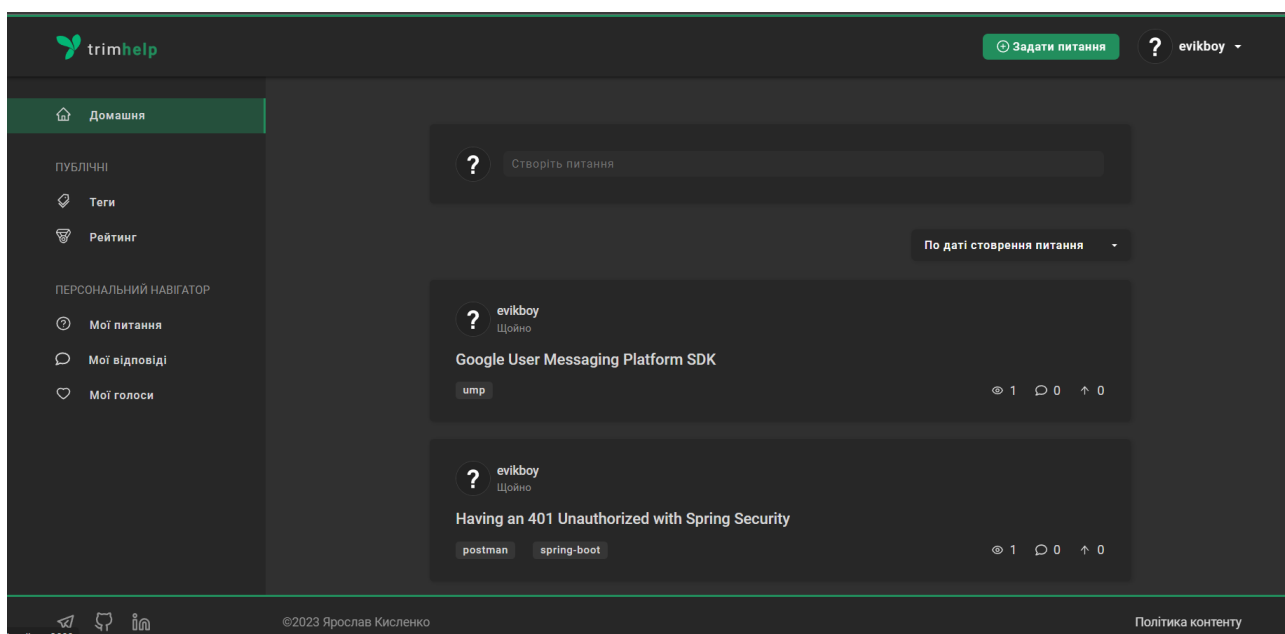 trimhelp
Задати питання
evikboy
Домашня
ПУБЛІЧНІ
Теги
Рейтинг
ПЕРСОНАЛЬНИЙ НАВІГАТОР
Мої питання
Мої відповіді
Мої голоси
?
Створіть питання
По даті стоврення питання
evikboy
Щойно
Google User Messaging Platform SDK
ump
1 0 0
evikboy
Щойно
Having an 401 Unauthorized with Spring Security
postman spring-boot
1 0 0
©2023 Ярослав Кисленко
Політика контенту